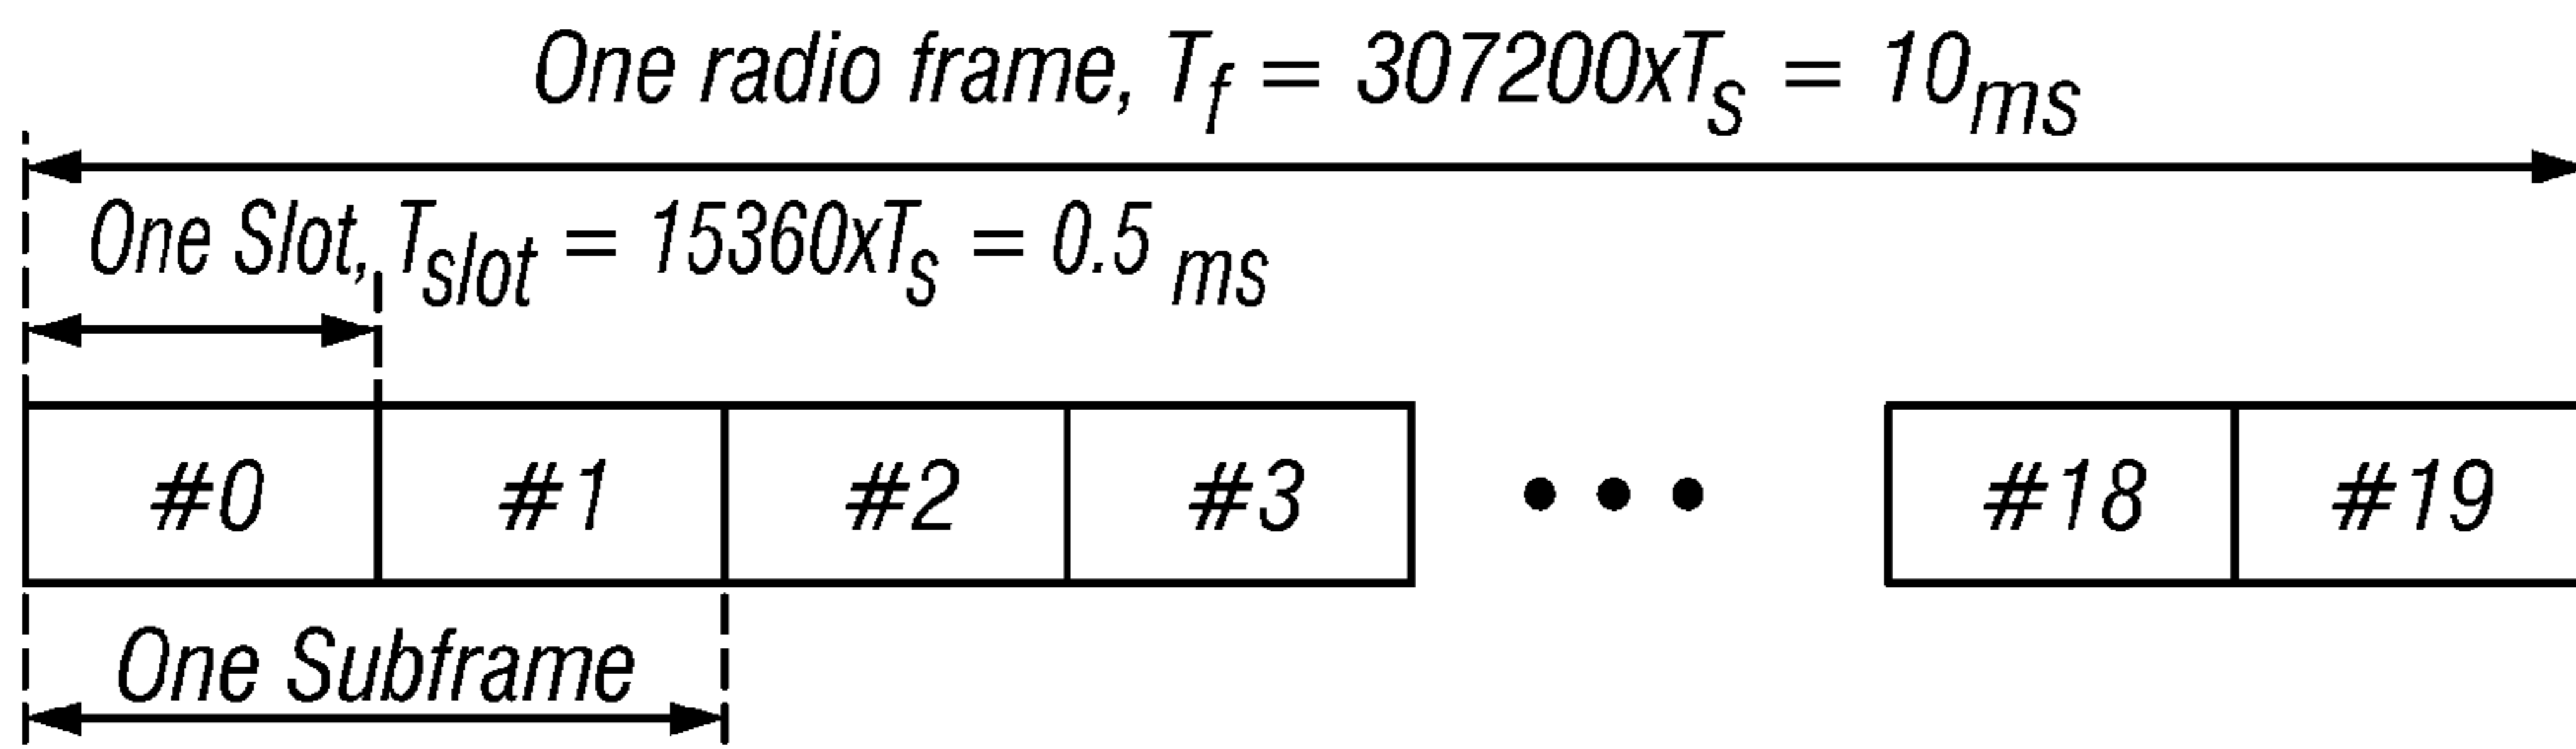 One radio frame, Tf = 307200xTs = 10ms
One Slot, Tslot = 15360xTs = 0.5 ms
#0 #1 #2 #3 ••• #18 #19
One Subframe